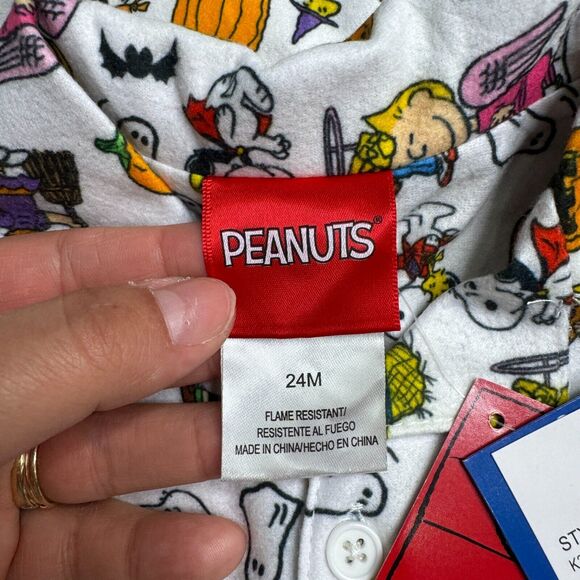 PEANUTS®
24M
FLAME RESISTANT/
RESISTENTE AL FUEGO
MADE IN CHINA/HECHO EN CHINA